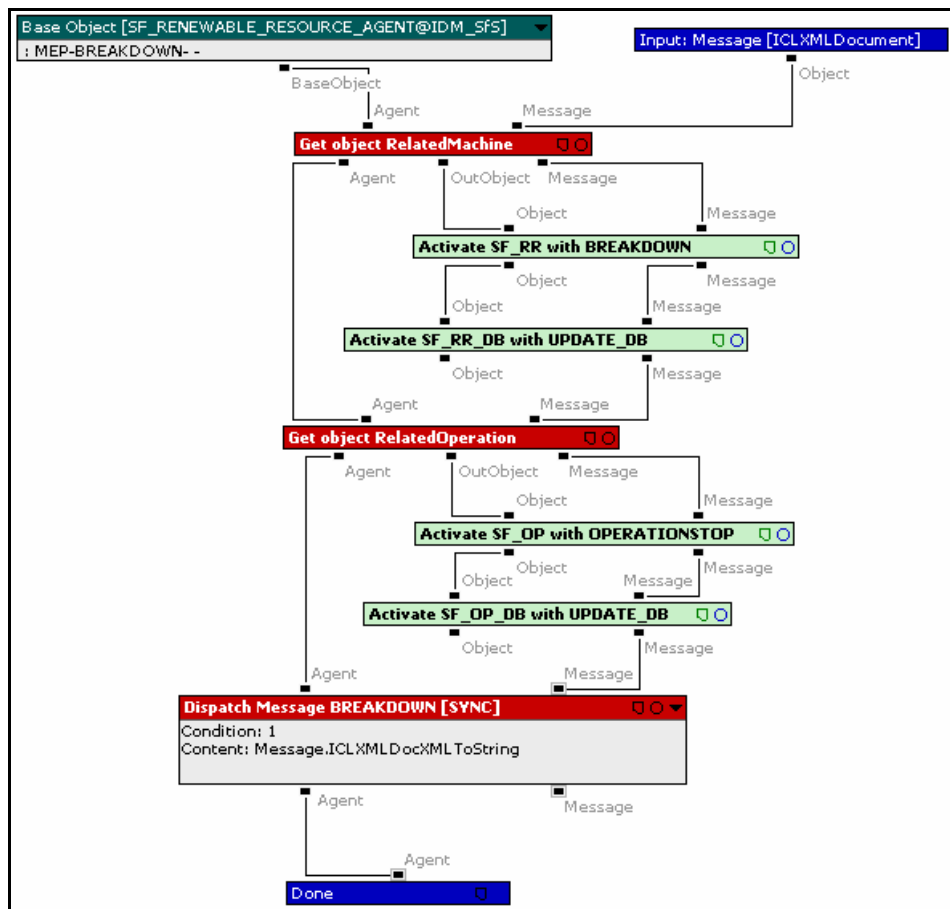 Base Object [SF_RENEWABLE_RESOURCE_AGENT@IDM_SfS]
: MEP-BREAKDOWN- -
Input: Message [ICLXMLDocument]
BaseObject
Object
Agent
Message
Get object RelatedMachine
Agent
OutObject
Message
Object
Message
Activate SF_RR with BREAKDOWN
Object
Message
Object
Message
Activate SF_RR_DB with UPDATE_DB
Object
Message
Agent
Message
Get object RelatedOperation
Agent
OutObject
Message
Object
Message
Activate SF_OP with OPERATIONSTOP
Object
Message
Object
Message
Activate SF_OP_DB with UPDATE_DB
Object
Message
Agent
Message
Dispatch Message BREAKDOWN [SYNC]
Condition: 1
Content: Message.ICLXMLDocXMLToString
Agent
Message
Agent
Done